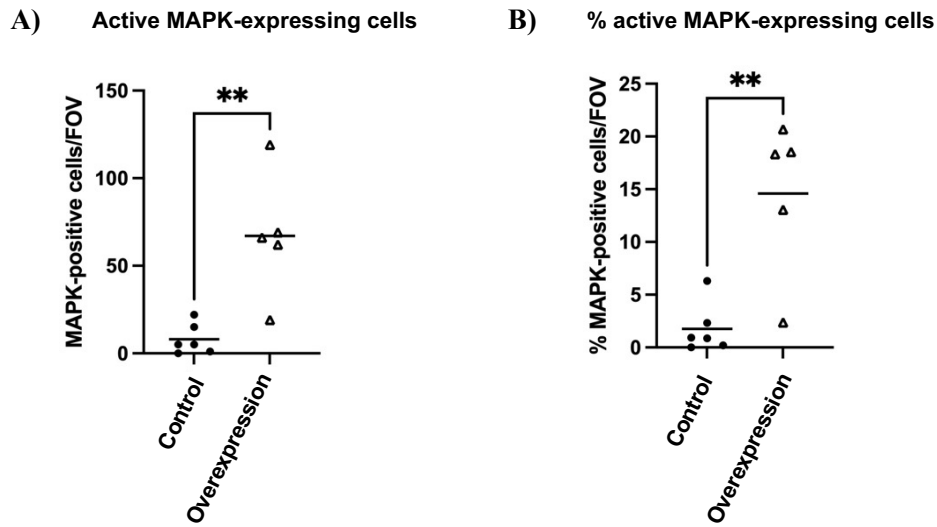 A) Active MAPK-expressing cells
MAPK-positive cells/FOV
150
100
50
0
**
Control
Overexpression
B) % active MAPK-expressing cells
% MAPK-positive cells/FOV
25
20
15
10
5
0
**
Control
Overexpression